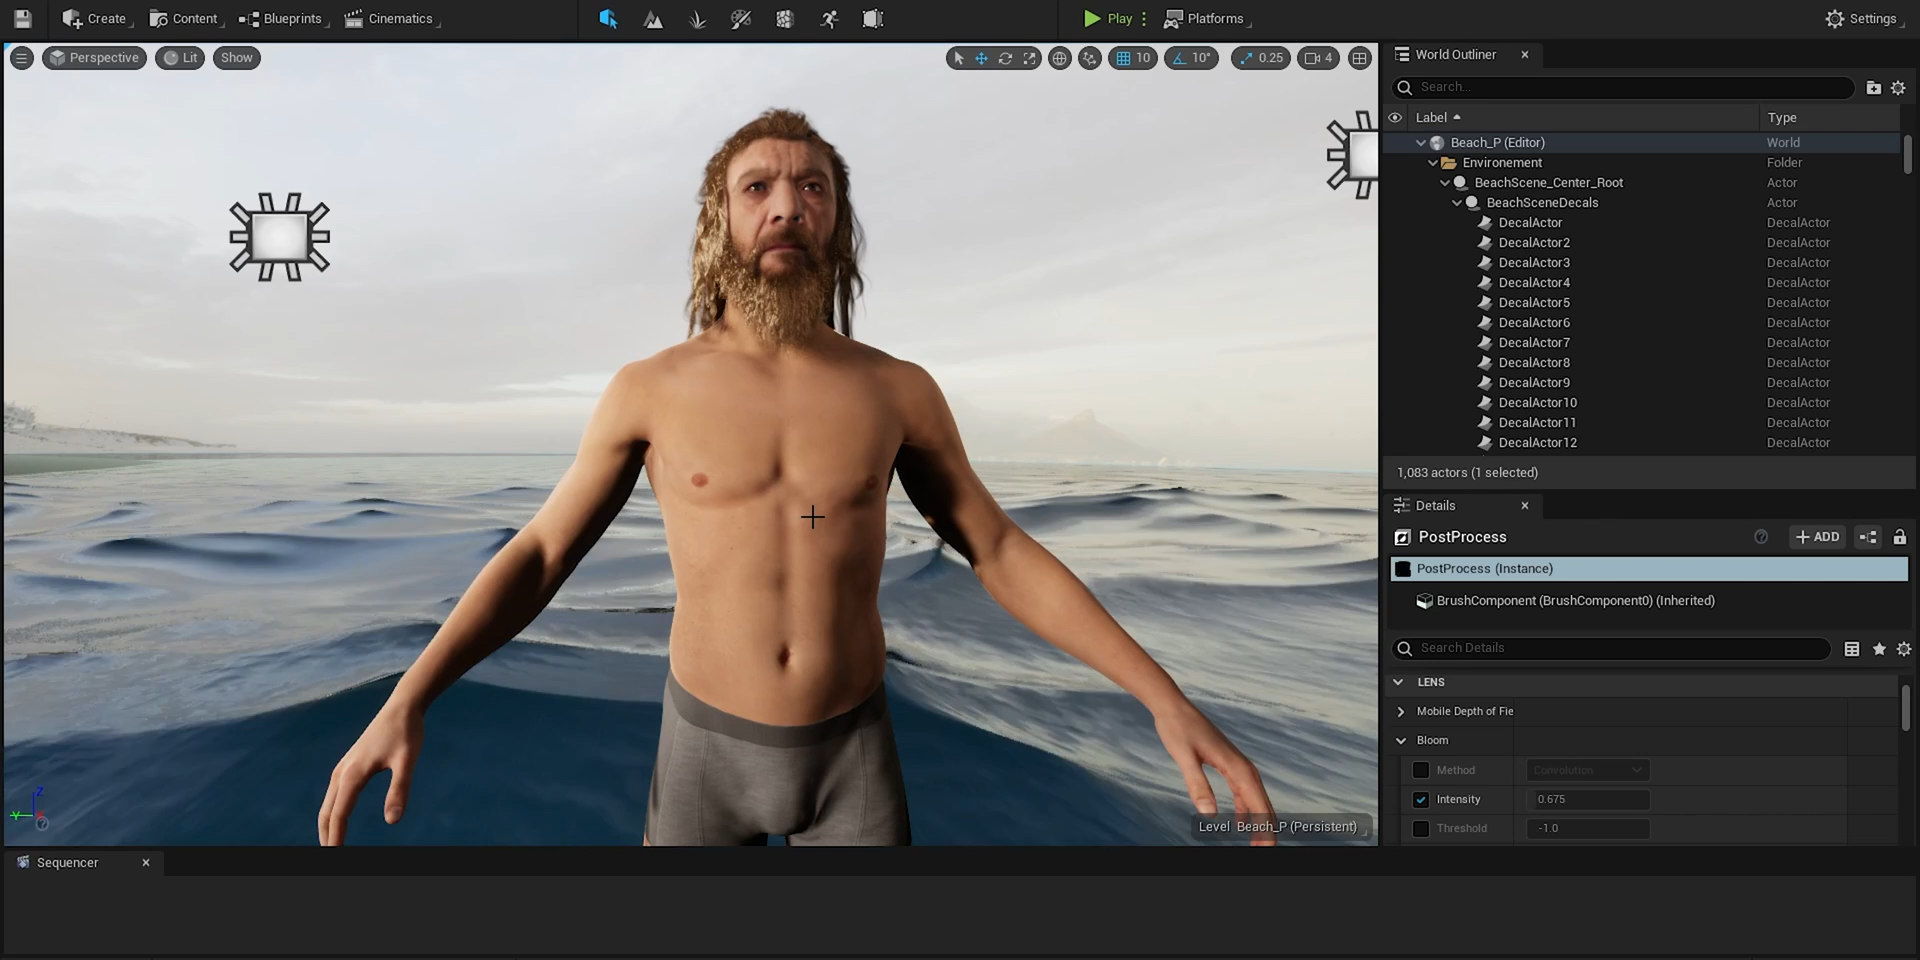 Create
Content
Blueprints
Cinematics
Play
Platforms
Settings
Perspective
Lit
Show
10
10°
0.25
4
World Outliner
Search...
Label
Type
Beach_P (Editor)
World
Environement
Folder
BeachScene_Center_Root
Actor
BeachSceneDecals
Actor
DecalActor
DecalActor
DecalActor2
DecalActor
DecalActor3
DecalActor
DecalActor4
DecalActor
DecalActor5
DecalActor
DecalActor6
DecalActor
DecalActor7
DecalActor
DecalActor8
DecalActor
DecalActor9
DecalActor
DecalActor10
DecalActor
DecalActor11
DecalActor
DecalActor12
DecalActor
1,083 actors (1 selected)
Details
PostProcess
ADD
PostProcess (Instance)
BrushComponent (BrushComponent0) (Inherited)
Search Details
LENS
Mobile Depth of Fie
Bloom
Method
Convolution
Intensity
0.675
Threshold
-1.0
Z
Y
Level Beach_P (Persistent)
Sequencer